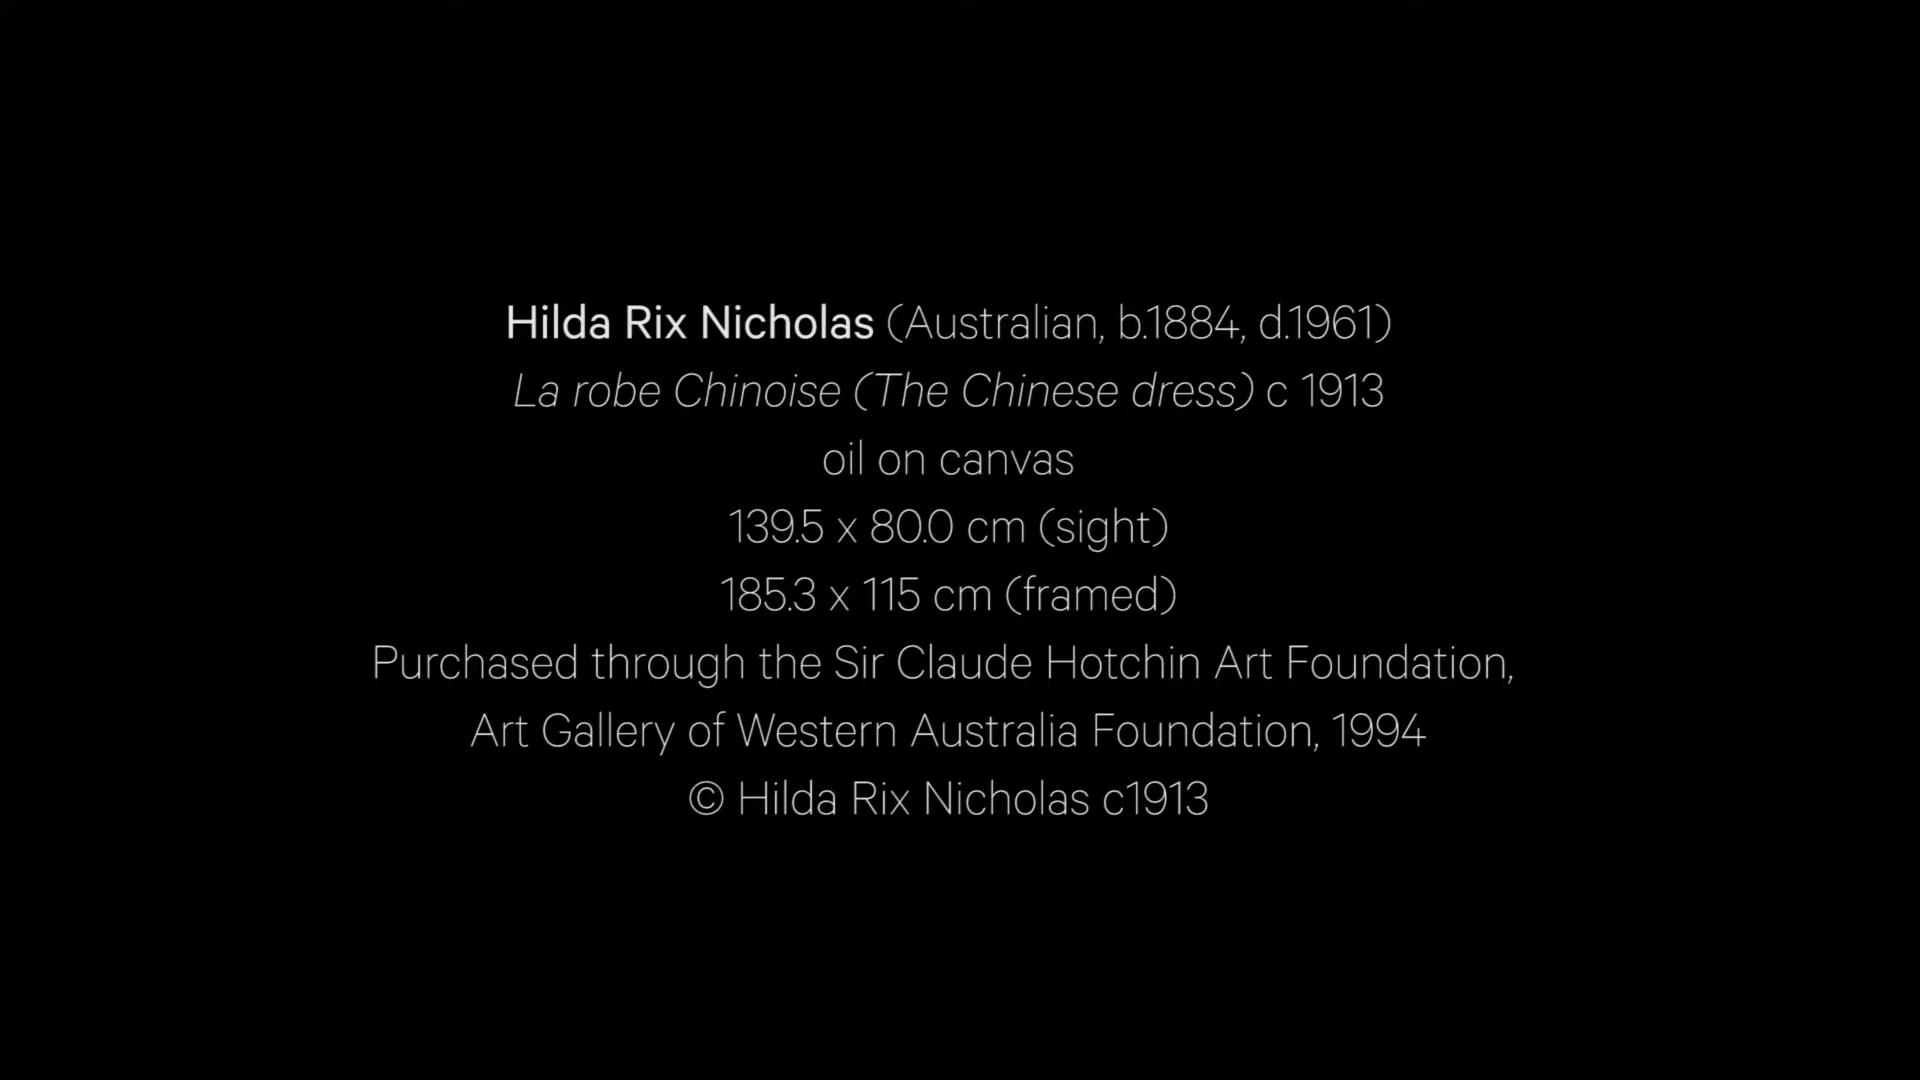 Hilda Rix Nicholas (Australian, b.1884, d.1961)
La robe Chinoise (The Chinese dress) c 1913
oil on canvas
139.5 x 80.0 cm (sight)
185.3 x 115 cm (framed)
Purchased through the Sir Claude Hotchin Art Foundation,
Art Gallery of Western Australia Foundation, 1994
© Hilda Rix Nicholas c1913